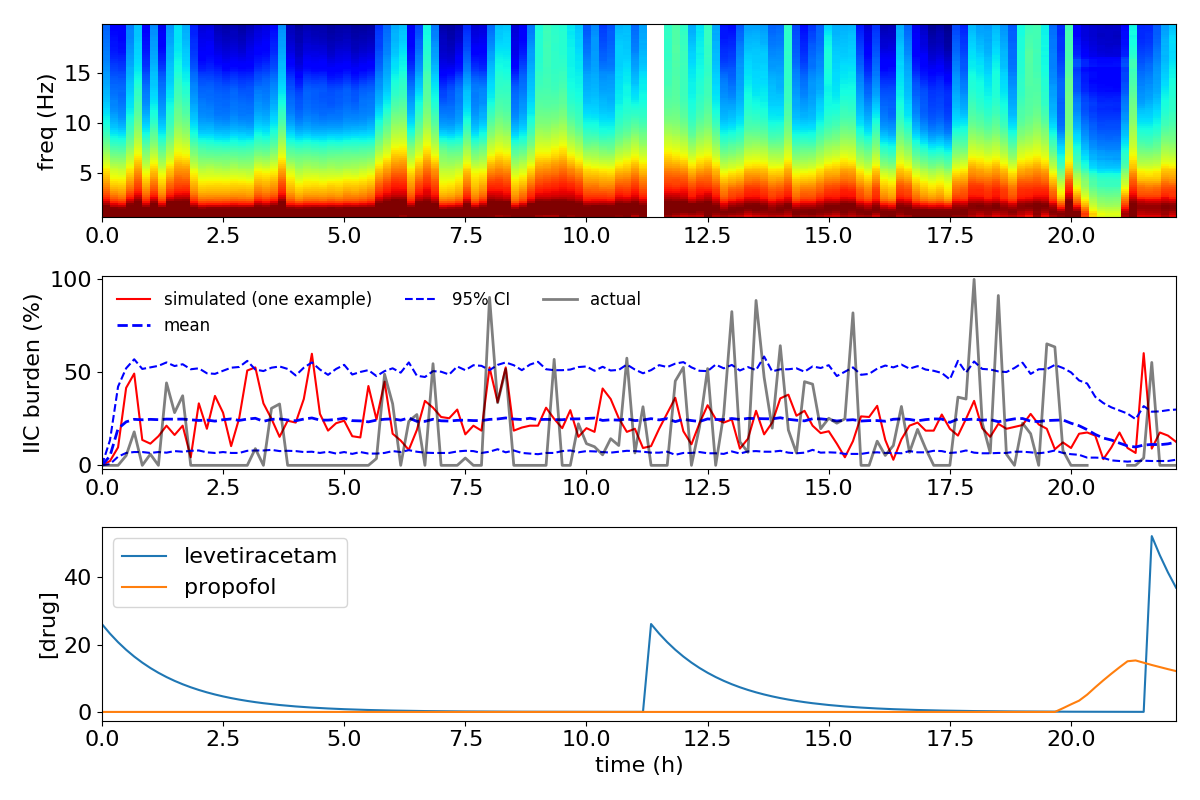 freq (Hz)
15
10
5
0.0 2.5 5.0 7.5 10.0 12.5 15.0 17.5 20.0
IIC burden (%)
100
50
0
simulated (one example) 95% CI actual
mean
0.0 2.5 5.0 7.5 10.0 12.5 15.0 17.5 20.0
[drug]
40
20
0
levetiracetam
propofol
0.0 2.5 5.0 7.5 10.0 12.5 15.0 17.5 20.0
time (h)